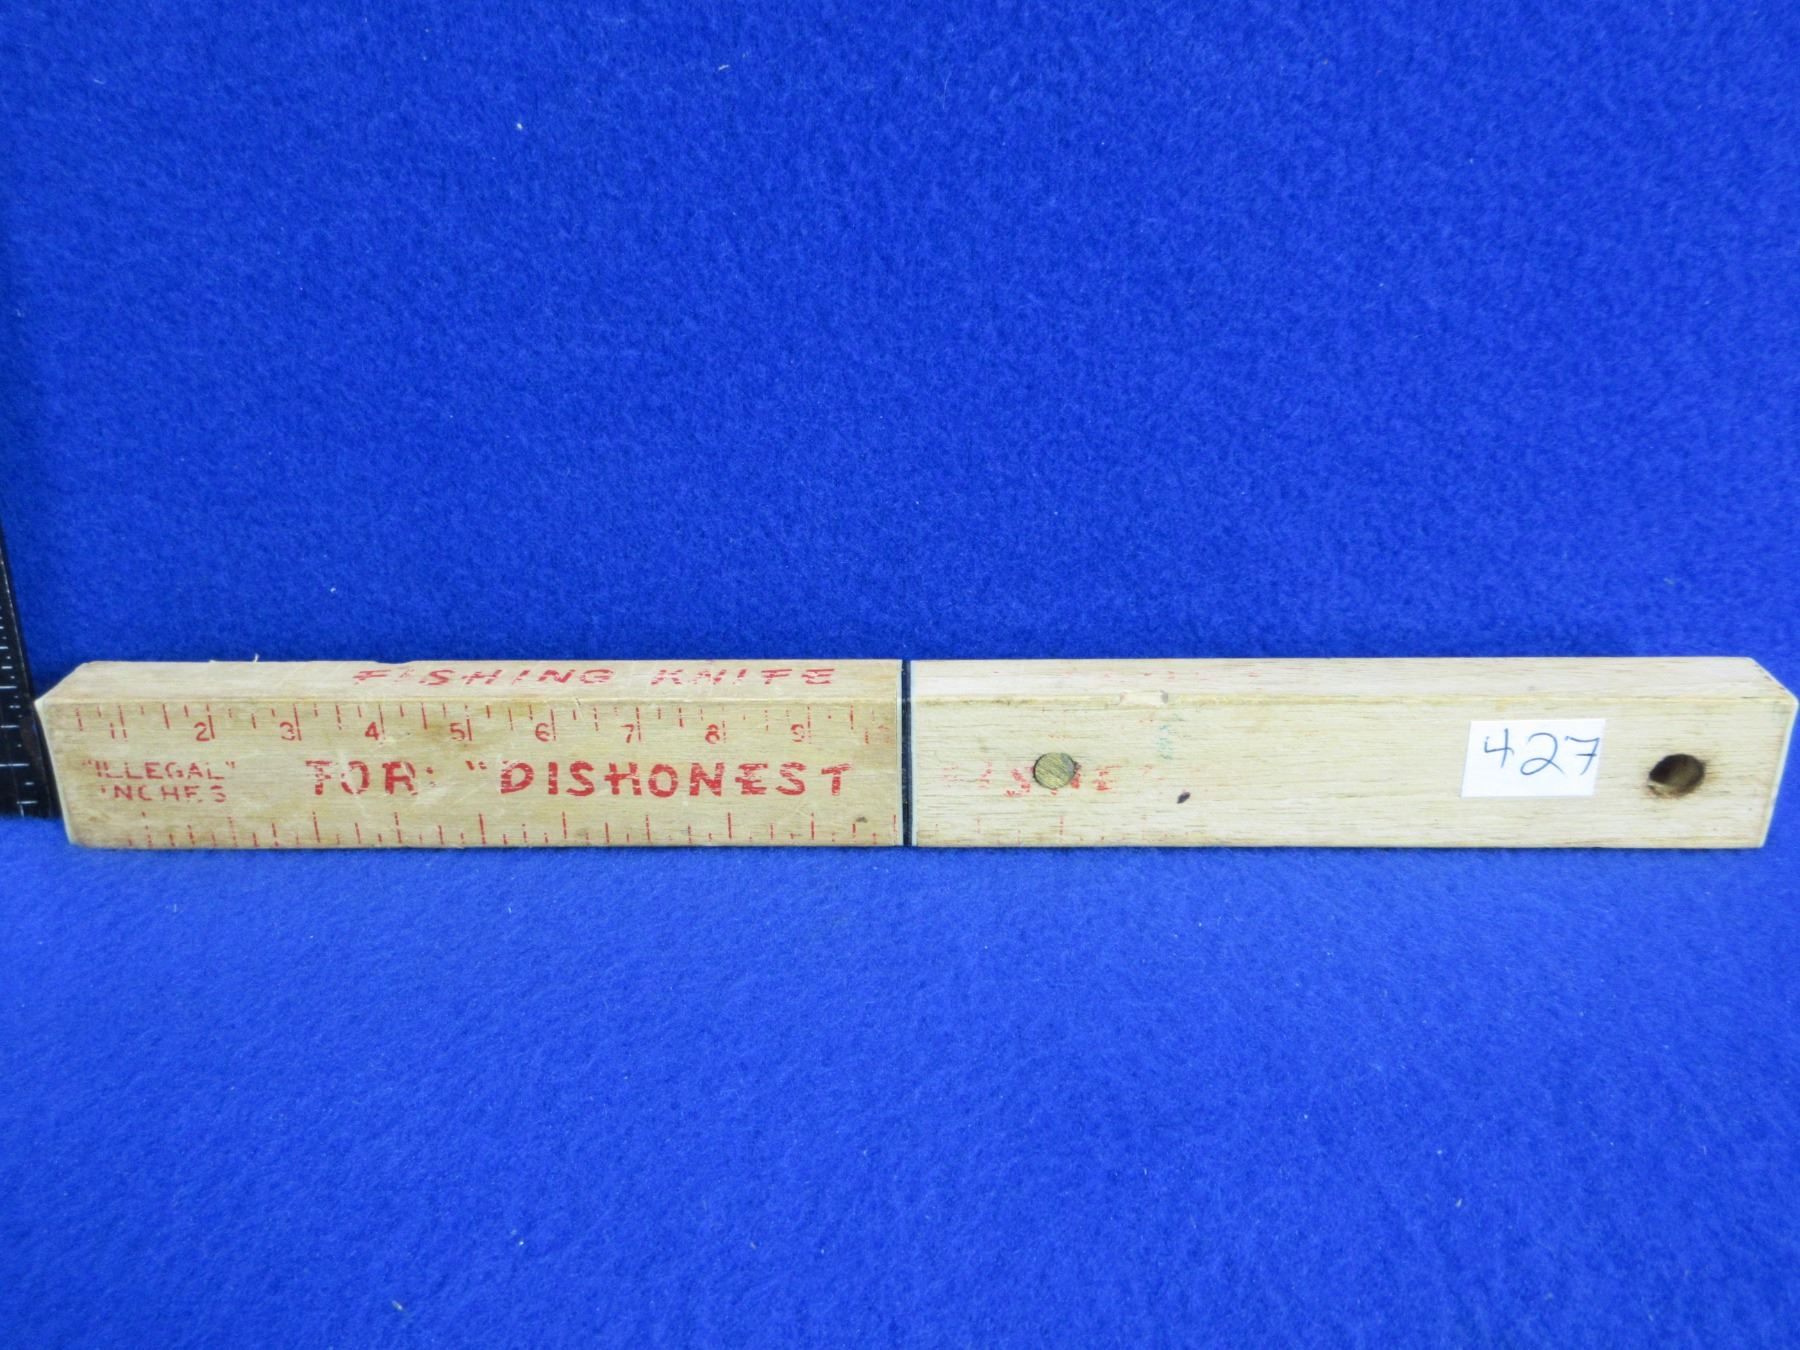 FISHING KNIFE
1 2 3 4 5 6 7 8 9
"ILLEGAL" FOR: "DISHONEST
INCHES
427